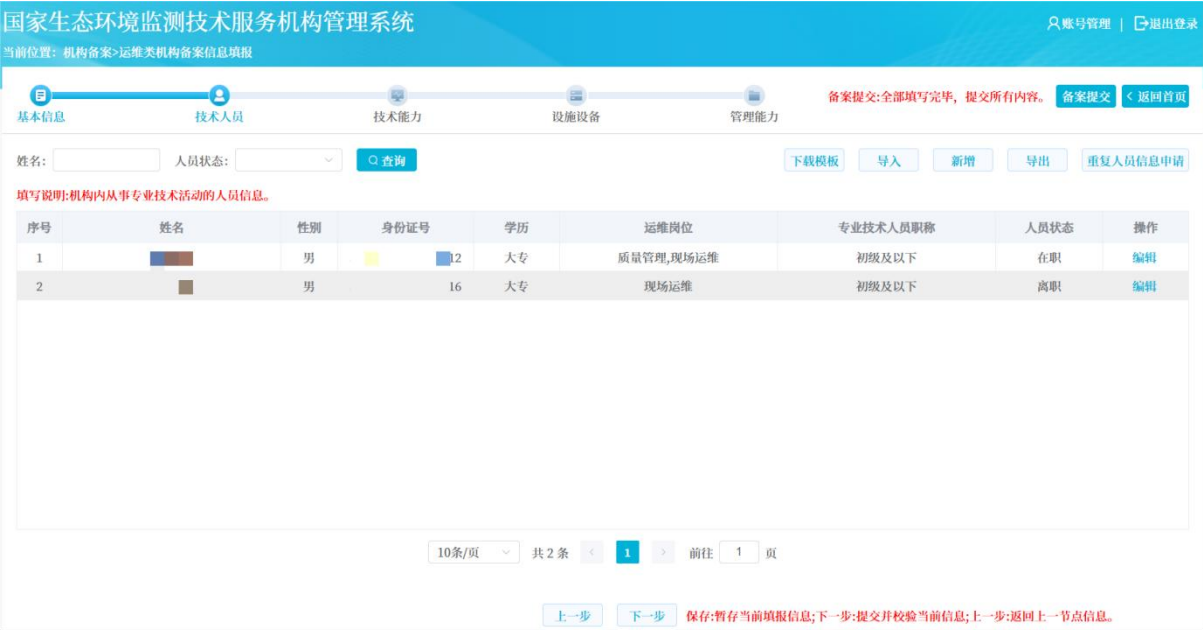 国家生态环境监测技术服务机构管理系统
账号管理 | 退出登录
当前位置: 机构备案>运维类机构备案信息填报
基本信息 技术人员 技术能力 设施设备 管理能力
备案提交:全部填写完毕，提交所有内容。 备案提交 < 返回首页
姓名: 人员状态: 查询 下载模板 导入 新增 导出 重复人员信息申请
填写说明:机构内从事专业技术活动的人员信息。
序号 姓名 性别 身份证号 学历 运维岗位 专业技术人员职称 人员状态 操作
1 男 12 大专 质量管理,现场运维 初级及以下 在职 编辑
2 男 16 大专 现场运维 初级及以下 离职 编辑
10条/页 共 2 条 < 1 > 前往 1 页
上一步 下一步 保存:暂存当前填报信息;下一步:提交并校验当前信息;上一步:返回上一节点信息。